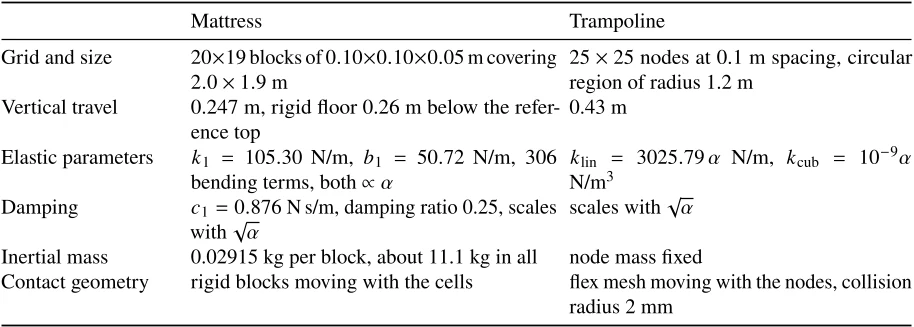 Mattress Trampoline
Grid and size 20×19 blocks of 0.10×0.10×0.05 m covering 25 × 25 nodes at 0.1 m spacing, circular
2.0 × 1.9 m region of radius 1.2 m
Vertical travel 0.247 m, rigid floor 0.26 m below the refer- 0.43 m
ence top
Elastic parameters k₁ = 105.30 N/m, b₁ = 50.72 N/m, 306 k_lin = 3025.79 α N/m, k_cub = 10⁻⁹α
bending terms, both ∝ α N/m³
Damping c₁ = 0.876 N s/m, damping ratio 0.25, scales scales with √α
with √α
Inertial mass 0.02915 kg per block, about 11.1 kg in all node mass fixed
Contact geometry rigid blocks moving with the cells flex mesh moving with the nodes, collision
radius 2 mm